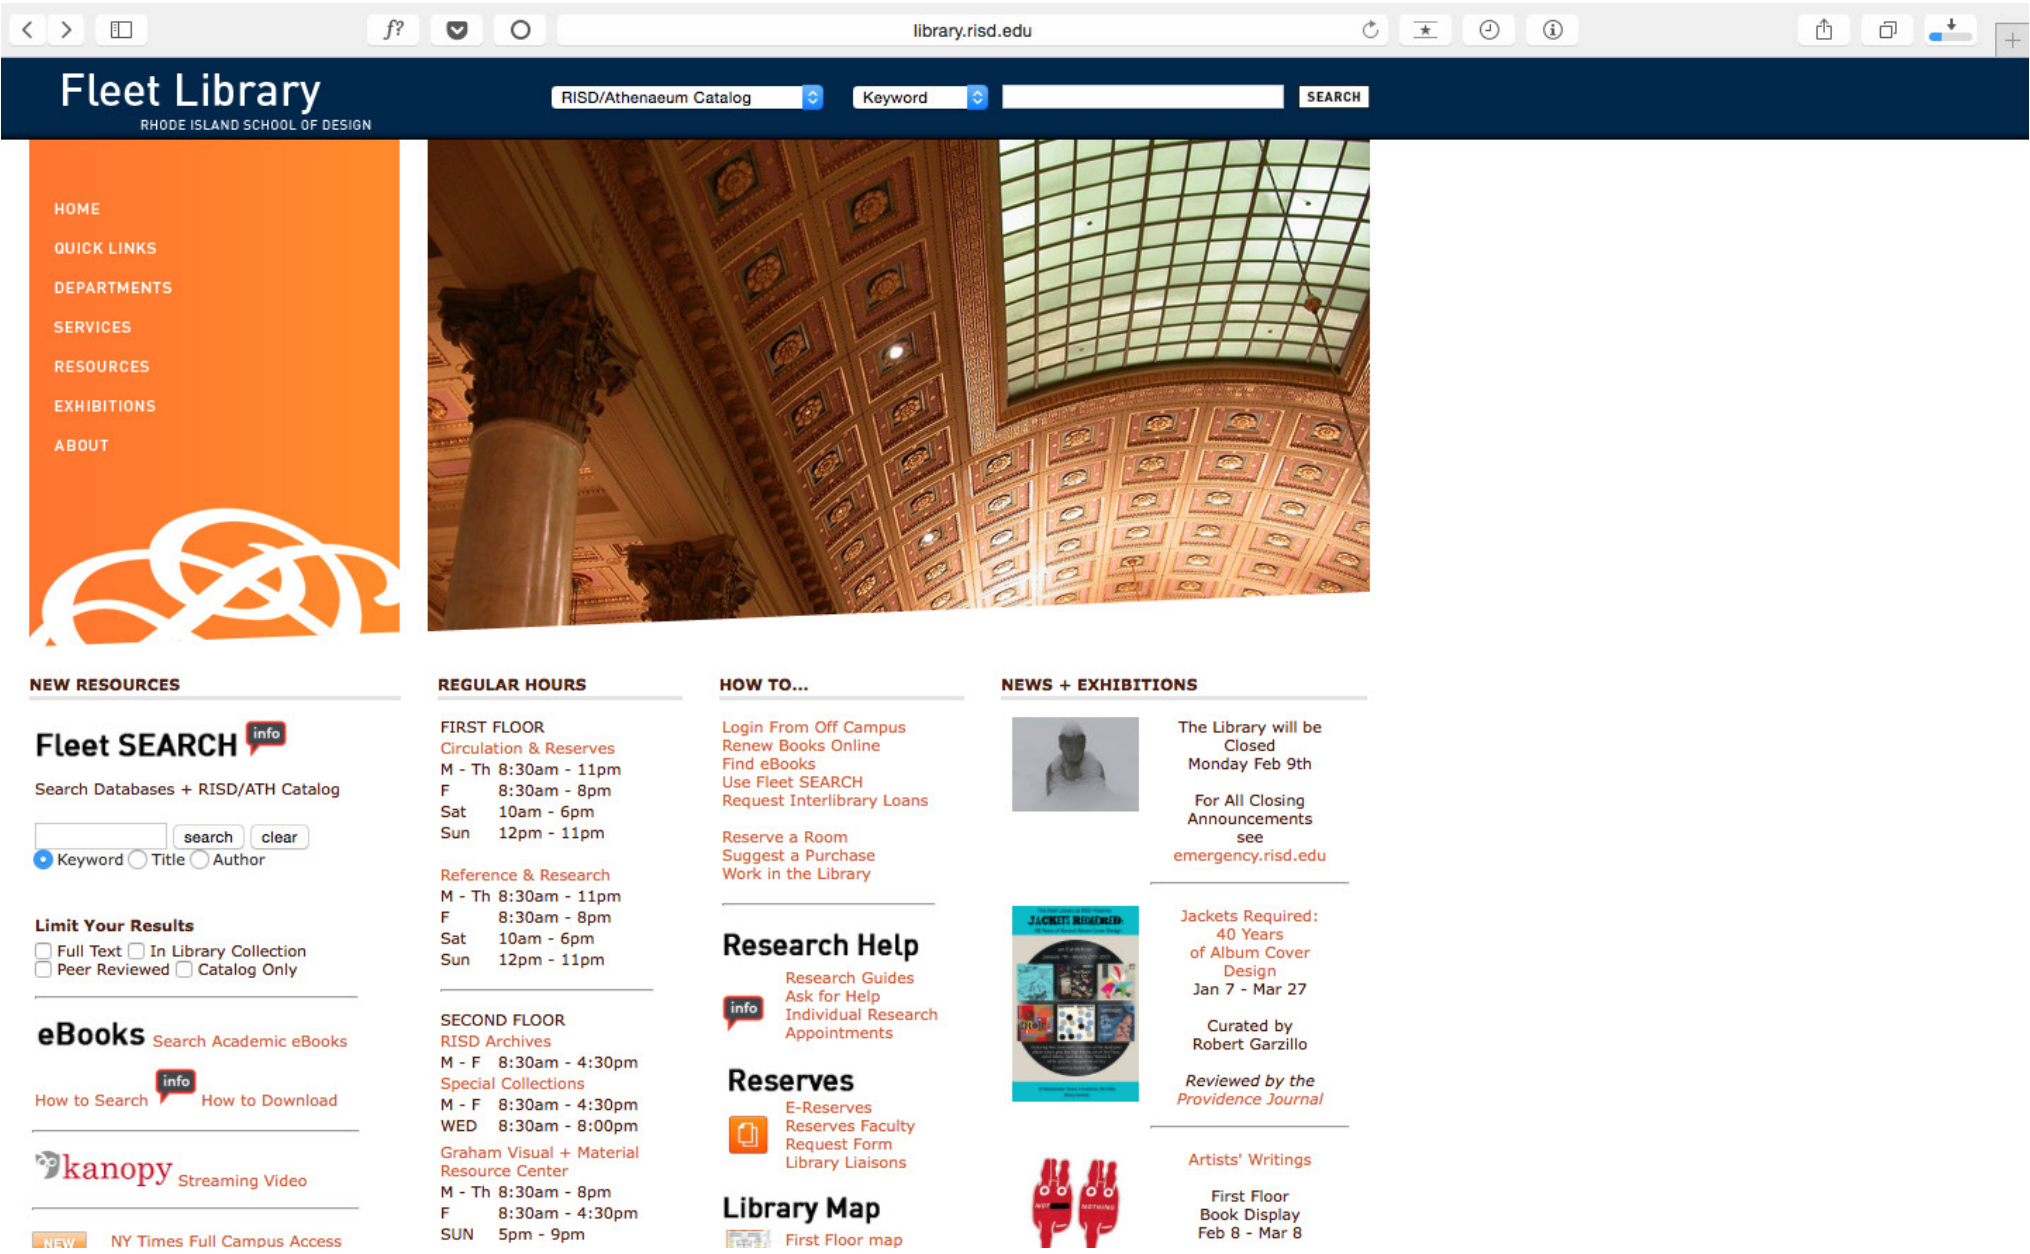 f?
library.risd.edu
Fleet Library
RHODE ISLAND SCHOOL OF DESIGN
RISD/Athenaeum Catalog
Keyword
SEARCH
HOME
QUICK LINKS
DEPARTMENTS
SERVICES
RESOURCES
EXHIBITIONS
ABOUT
NEW RESOURCES
Fleet SEARCH info
Search Databases + RISD/ATH Catalog
search clear
Keyword Title Author
Limit Your Results
Full Text In Library Collection
Peer Reviewed Catalog Only
eBooks Search Academic eBooks
How to Search info How to Download
kanopy Streaming Video
NEW NY Times Full Campus Access
REGULAR HOURS
FIRST FLOOR
Circulation & Reserves
M - Th 8:30am - 11pm
F 8:30am - 8pm
Sat 10am - 6pm
Sun 12pm - 11pm
Reference & Research
M - Th 8:30am - 11pm
F 8:30am - 8pm
Sat 10am - 6pm
Sun 12pm - 11pm
SECOND FLOOR
RISD Archives
M - F 8:30am - 4:30pm
Special Collections
M - F 8:30am - 4:30pm
WED 8:30am - 8:00pm
Graham Visual + Material
Resource Center
M - Th 8:30am - 8pm
F 8:30am - 4:30pm
SUN 5pm - 9pm
HOW TO...
Login From Off Campus
Renew Books Online
Find eBooks
Use Fleet SEARCH
Request Interlibrary Loans
Reserve a Room
Suggest a Purchase
Work in the Library
Research Help
Research Guides
Ask for Help
info Individual Research
Appointments
Reserves
E-Reserves
Reserves Faculty
Request Form
Library Liaisons
Library Map
First Floor map
NEWS + EXHIBITIONS
The Library will be
Closed
Monday Feb 9th
For All Closing
Announcements
see
emergency.risd.edu
JACKETS REQUIRED:
Jackets Required:
40 Years
of Album Cover
Design
Jan 7 - Mar 27
Curated by
Robert Garzillo
Reviewed by the
Providence Journal
NOT NOTHING
Artists' Writings
First Floor
Book Display
Feb 8 - Mar 8